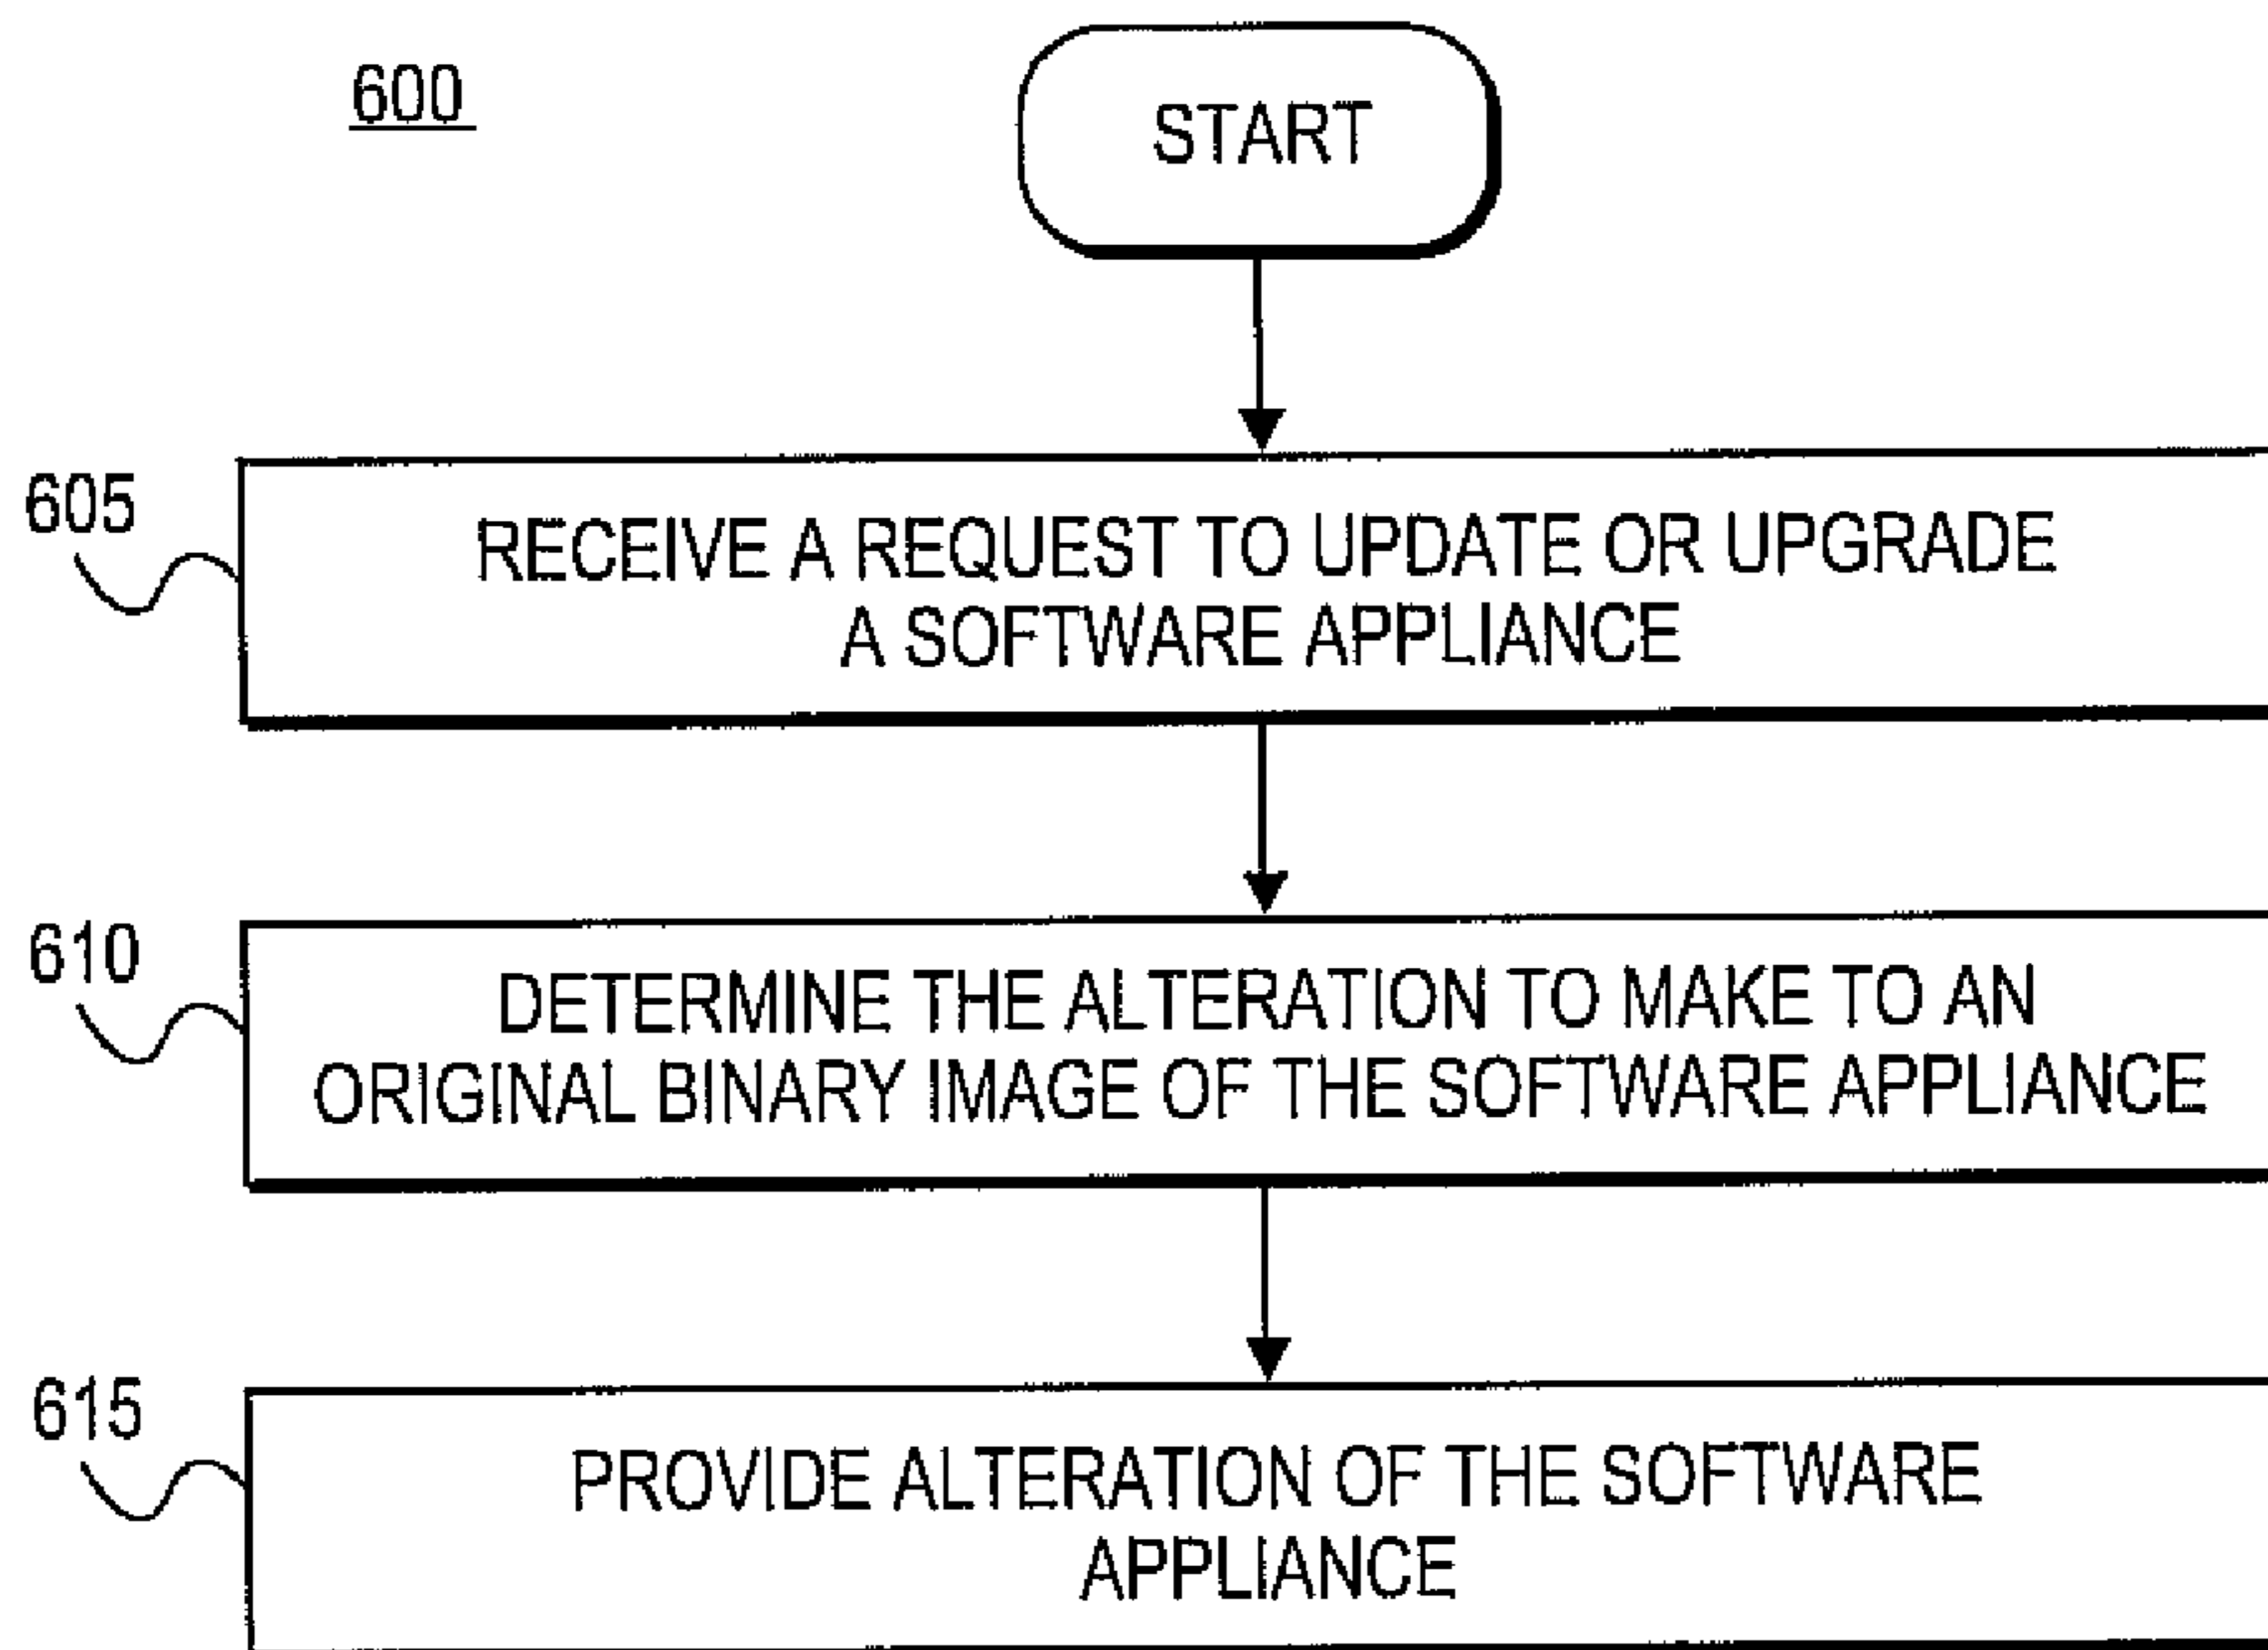 600
START
605
RECEIVE A REQUEST TO UPDATE OR UPGRADE
A SOFTWARE APPLIANCE
610
DETERMINE THE ALTERATION TO MAKE TO AN
ORIGINAL BINARY IMAGE OF THE SOFTWARE APPLIANCE
615
PROVIDE ALTERATION OF THE SOFTWARE
APPLIANCE